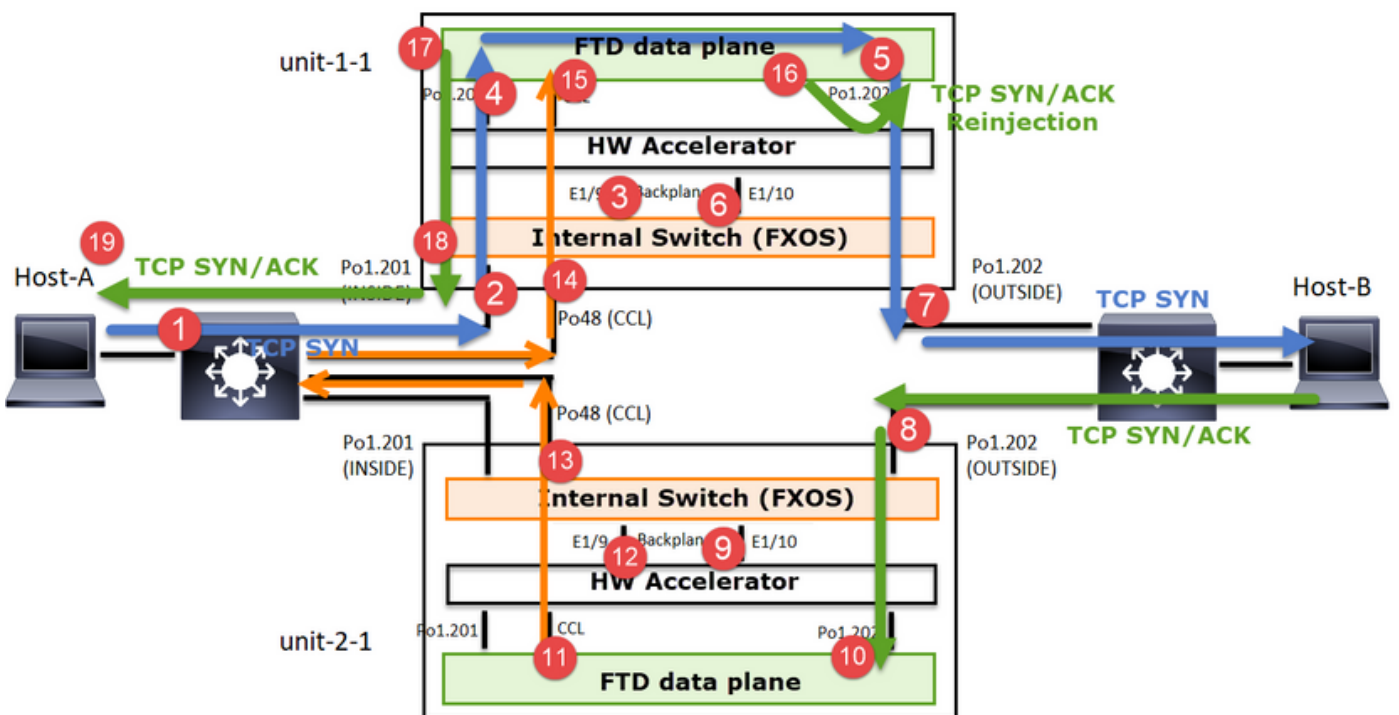 17
FTD data plane
5
unit-1-1
15
16
4
Po1.202
TCP SYN/ACK
Reinjection
HW Accelerator
E1/9
3
Backplane
6
E1/10
19
18
Internal Switch (FXOS)
Host-A
TCP SYN/ACK
Po1.201
(INSIDE)
2
14
Po1.202
(OUTSIDE)
Host-B
1
TCP SYN
Po48 (CCL)
7
TCP SYN
Po48 (CCL)
8
TCP SYN/ACK
Po1.201
(INSIDE)
13
Po1.202
(OUTSIDE)
Internal Switch (FXOS)
E1/9
12
Backplane
9
E1/10
HW Accelerator
unit-2-1
Po1.201
CCL
Po1.202
11
10
FTD data plane